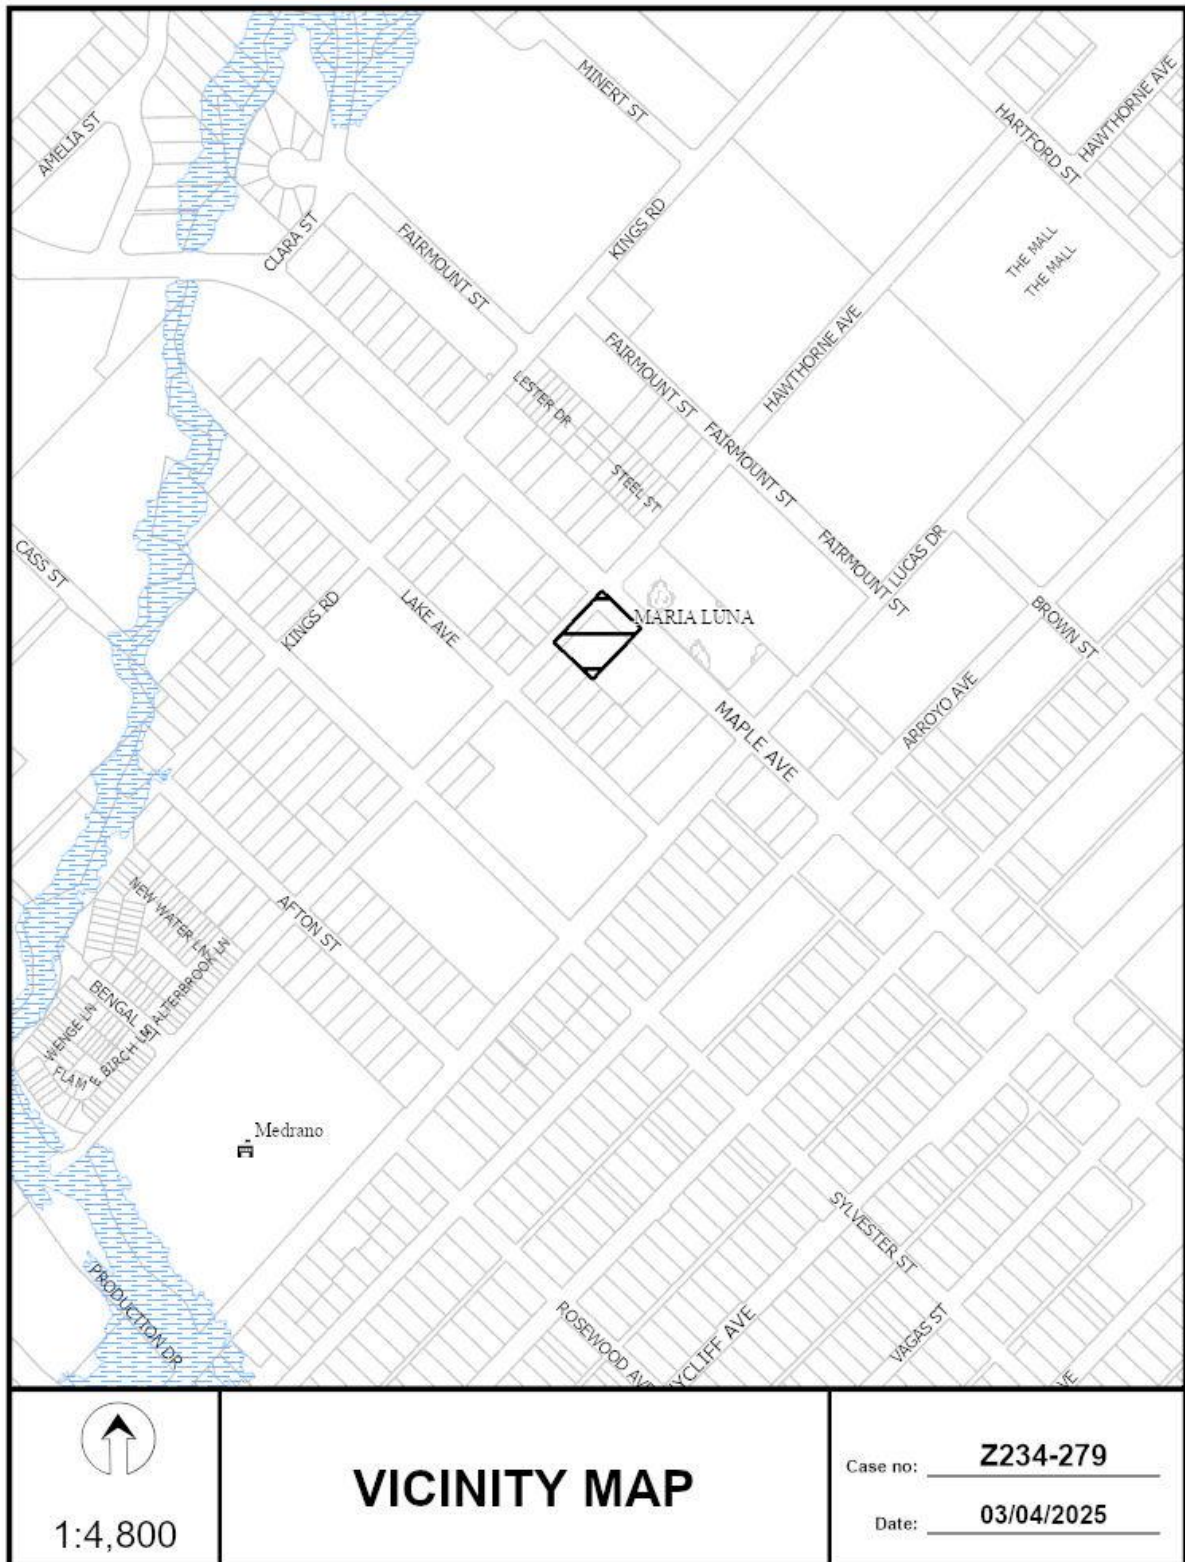 MINERT ST
HAWTHORNE AVE
AMELIA ST
HARTFORD ST
KINGS RD
CLARA ST
FAIRMOUNT ST
THE MALL
THE MALL
HAWTHORNE AVE
FAIRMOUNT ST
LESTER DR
FAIRMOUNT ST
STEEL ST
FAIRMOUNT ST
LUCAS DR
CASS ST
KINGS RD
LAKE AVE
MARIA LUNA
BROWN ST
ARROYO AVE
MAPLE AVE
NEW WATER LN
AFTON ST
ALTERBROOK LN
BENGAL ST
WENGE LN
BIRCH LN
FLAME
Medrano
SYLVESTER ST
PRODUCTION DR
ROSEWOOD AVE
YCLIFF AVE
VAGAS ST
VE
1:4,800
VICINITY MAP
Case no: Z234-279
Date: 03/04/2025